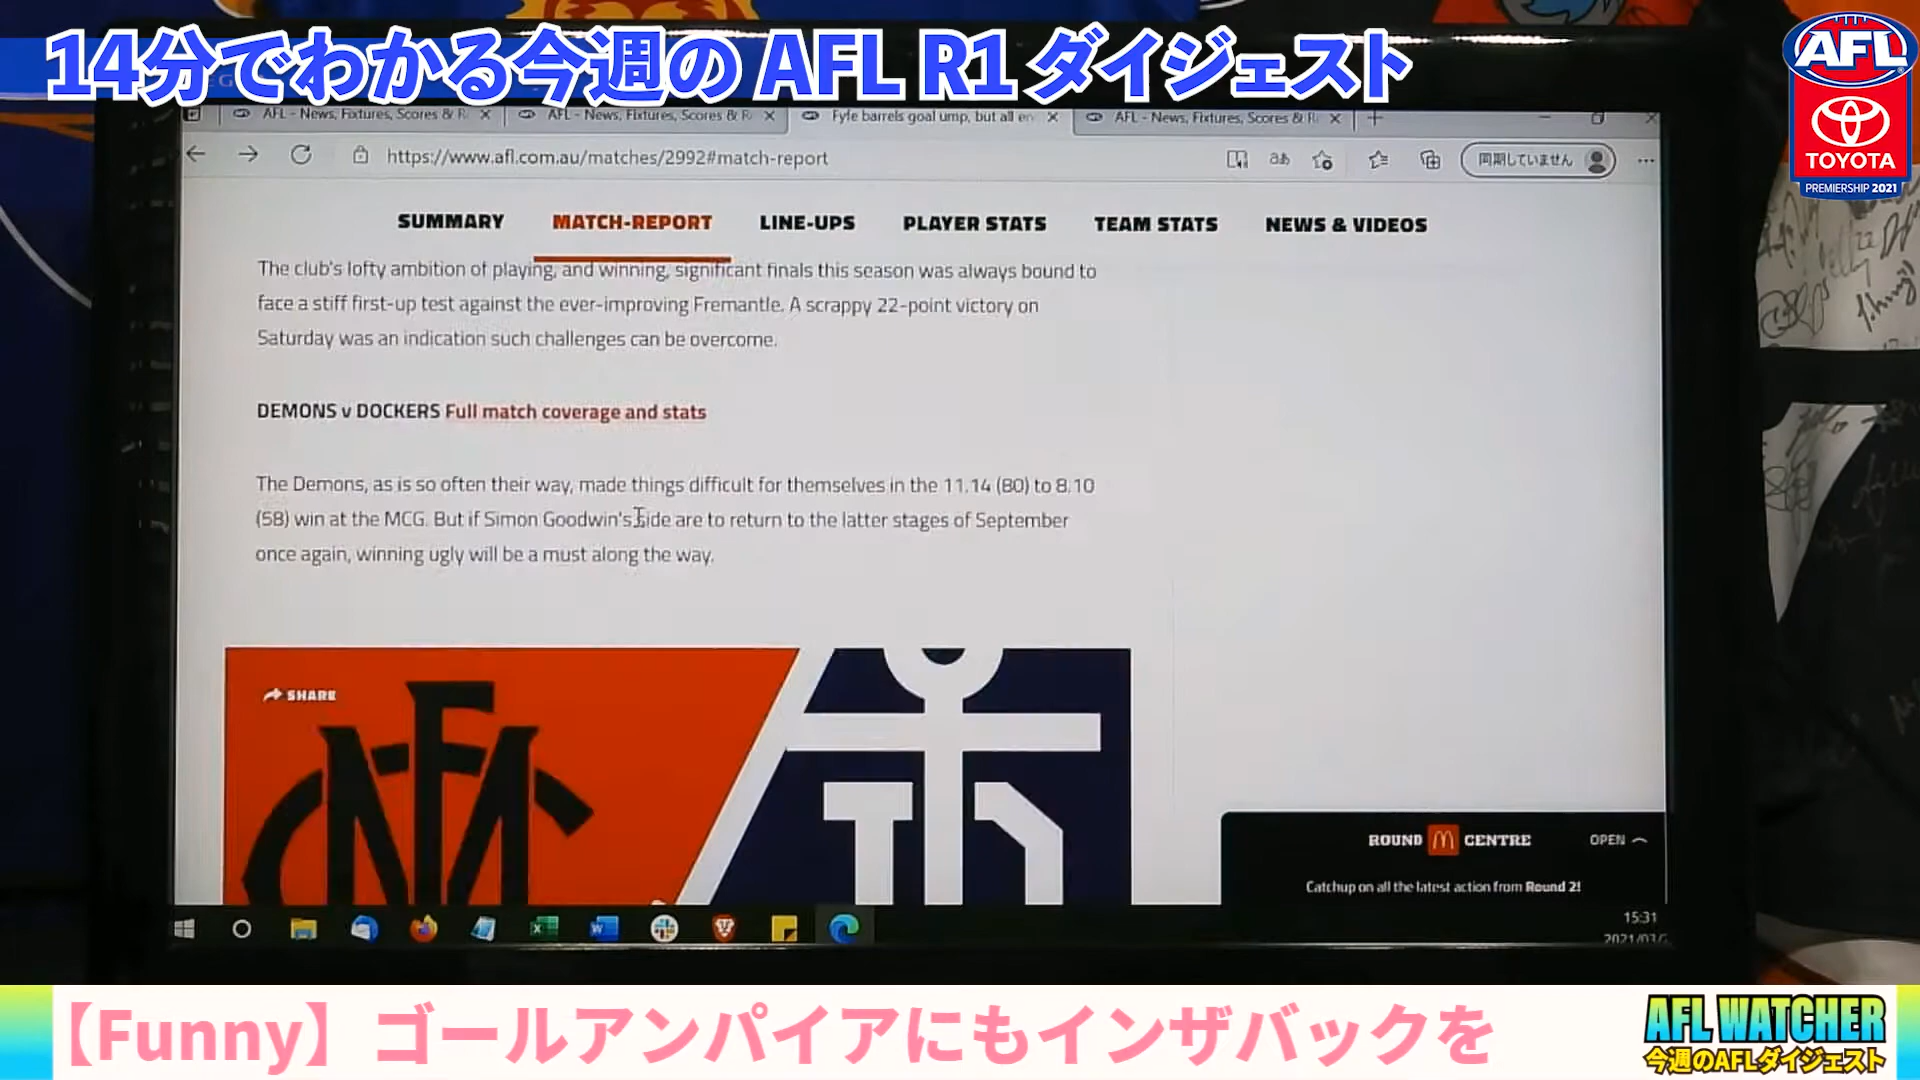 14分でわかる今週の AFL R1 ダイジェスト
AFL
TOYOTA
PREMIERSHIP 2021
AFL - News, Fixtures, Scores & R
AFL - News, Fixtures, Scores & R
Fyfe barrels goal ump, but all en
AFL - News, Fixtures, Scores & R
https://www.afl.com.au/matches/2992#match-report
同期していません
SUMMARY
MATCH-REPORT
LINE-UPS
PLAYER STATS
TEAM STATS
NEWS & VIDEOS
The club's lofty ambition of playing, and winning, significant finals this season was always bound to
face a stiff first-up test against the ever-improving Fremantle. A scrappy 22-point victory on
Saturday was an indication such challenges can be overcome.
DEMONS v DOCKERS Full match coverage and stats
The Demons, as is so often their way, made things difficult for themselves in the 11.14 (80) to 8.10
(58) win at the MCG. But if Simon Goodwin's side are to return to the latter stages of September
once again, winning ugly will be a must along the way.
SHARE
ROUND CENTRE
OPEN
Catchup on all the latest action from Round 2!
15:31
2021/03/
【Funny】ゴールアンパイアにもインザバックを
AFL WATCHER
今週のAFLダイジェスト